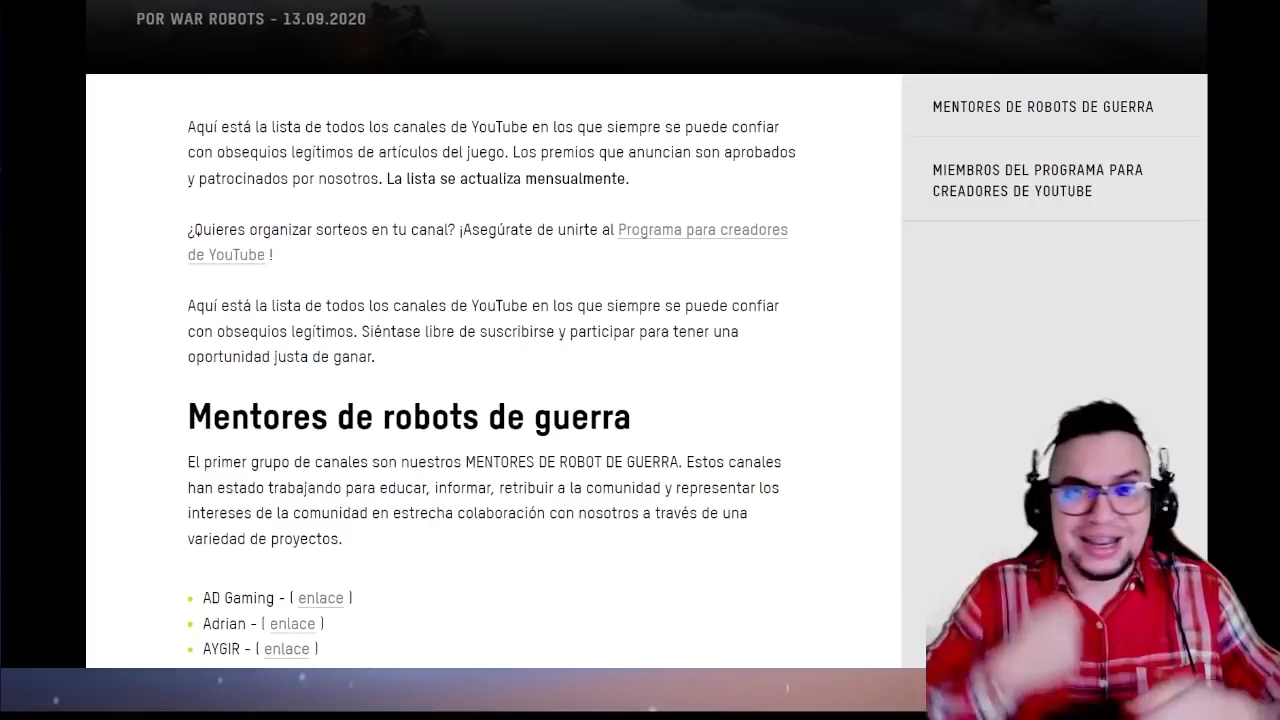 POR WAR ROBOTS - 13.09.2020
Aquí está la lista de todos los canales de YouTube en los que siempre se puede confiar
con obsequios legítimos de artículos del juego. Los premios que anuncian son aprobados
y patrocinados por nosotros. La lista se actualiza mensualmente.
¿Quieres organizar sorteos en tu canal? ¡Asegúrate de unirte al Programa para creadores
de YouTube !
Aquí está la lista de todos los canales de YouTube en los que siempre se puede confiar
con obsequios legítimos. Siéntase libre de suscribirse y participar para tener una
oportunidad justa de ganar.
Mentores de robots de guerra
El primer grupo de canales son nuestros MENTORES DE ROBOT DE GUERRA. Estos canales
han estado trabajando para educar, informar, retribuir a la comunidad y representar los
intereses de la comunidad en estrecha colaboración con nosotros a través de una
variedad de proyectos.
AD Gaming - ( enlace )
Adrian - ( enlace )
AYGIR - ( enlace )
MENTORES DE ROBOTS DE GUERRA
MIEMBROS DEL PROGRAMA PARA
CREADORES DE YOUTUBE